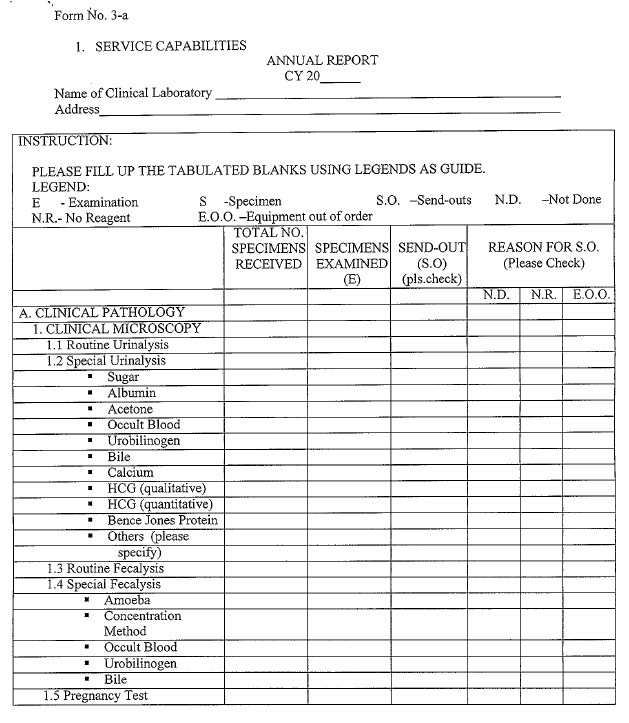 Form No. 3-a
1. SERVICE CAPABILITIES
ANNUAL REPORT
CY 20_____
Name of Clinical Laboratory ____________________
Address____________________
INSTRUCTION:
PLEASE FILL UP THE TABULATED BLANKS USING LEGENDS AS GUIDE.
LEGEND:
E - Examination S -Specimen S.O. –Send-outs N.D. –Not Done
N.R.- No Reagent E.O.O. –Equipment out of order
TOTAL NO. SPECIMENS RECEIVED
SPECIMENS EXAMINED (E)
SEND-OUT (S.O) (pls.check)
REASON FOR S.O. (Please Check)
N.D. N.R. E.O.O.
A. CLINICAL PATHOLOGY
1. CLINICAL MICROSCOPY
1.1 Routine Urinalysis
1.2 Special Urinalysis
▪ Sugar
▪ Albumin
▪ Acetone
▪ Occult Blood
▪ Urobilinogen
▪ Bile
▪ Calcium
▪ HCG (qualitative)
▪ HCG (quantitative)
▪ Bence Jones Protein
▪ Others (please
specify)
1.3 Routine Fecalysis
1.4 Special Fecalysis
▪ Amoeba
▪ Concentration
Method
▪ Occult Blood
▪ Urobilinogen
▪ Bile
1.5 Pregnancy Test